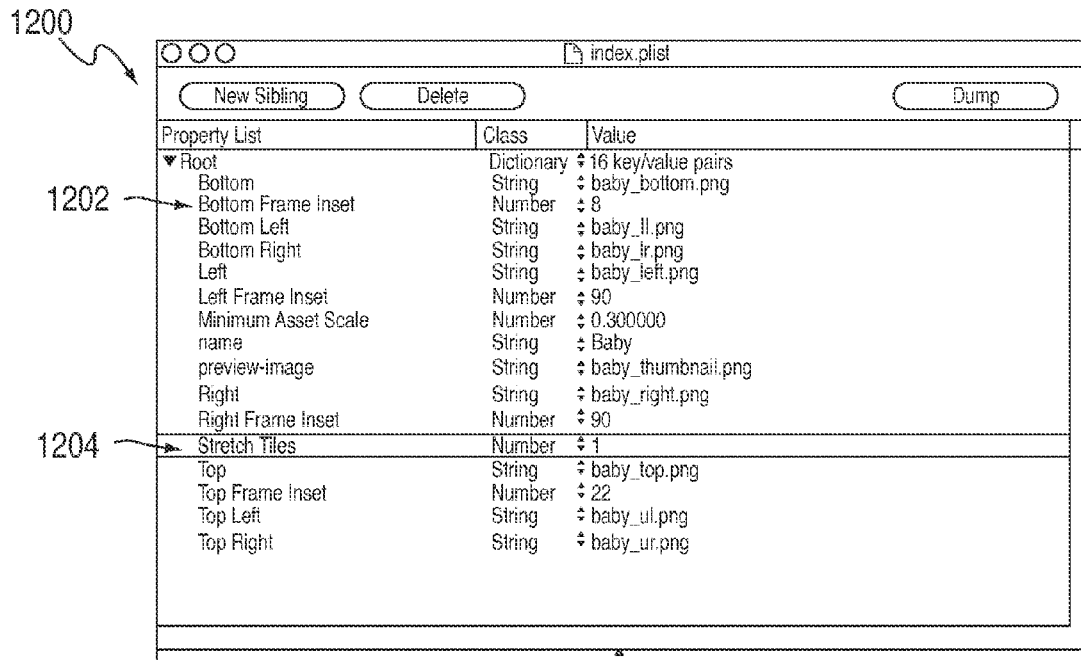 1200
index.plist
New Sibling Delete Dump
Property List Class Value
Root Dictionary 16 key/value pairs
Bottom String baby_bottom.png
1202 Bottom Frame Inset Number 8
Bottom Left String baby_ll.png
Bottom Right String baby_lr.png
Left String baby_left.png
Left Frame Inset Number 90
Minimum Asset Scale Number 0.300000
name String Baby
preview-image String baby_thumbnail.png
Right String baby_right.png
Right Frame Inset Number 90
1204 Stretch Tiles Number 1
Top String baby_top.png
Top Frame Inset Number 22
Top Left String baby_ul.png
Top Right String baby_ur.png